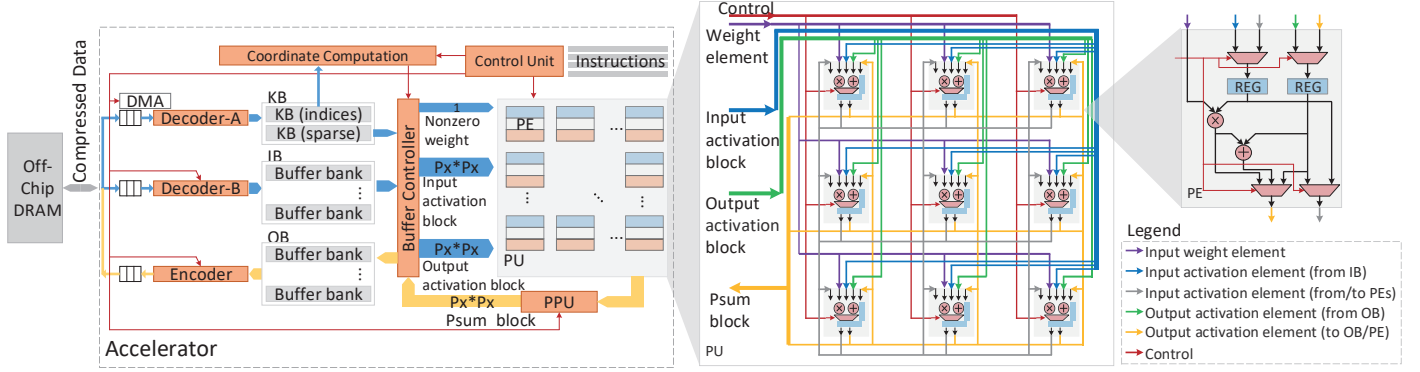 Off-
Chip
DRAM
Compressed Data
DMA
Decoder-A
Decoder-B
Encoder
Coordinate Computation
Control Unit
Instructions
KB
KB (indices)
KB (sparse)
IB
Buffer bank
Buffer bank
OB
Buffer bank
Buffer bank
Buffer Controller
1
Nonzero
weight
Px*Px
Input
activation
block
Px*Px
Output
activation block
Px*Px
Psum block
PPU
PE
...
...
PU
Accelerator
Control
Weight
element
Input
activation
block
Output
activation
block
Psum
block
PU
REG
REG
×
+
PE
Legend
Input weight element
Input activation element (from IB)
Input activation element (from/to PEs)
Output activation element (from OB)
Output activation element (to OB/PE)
Control